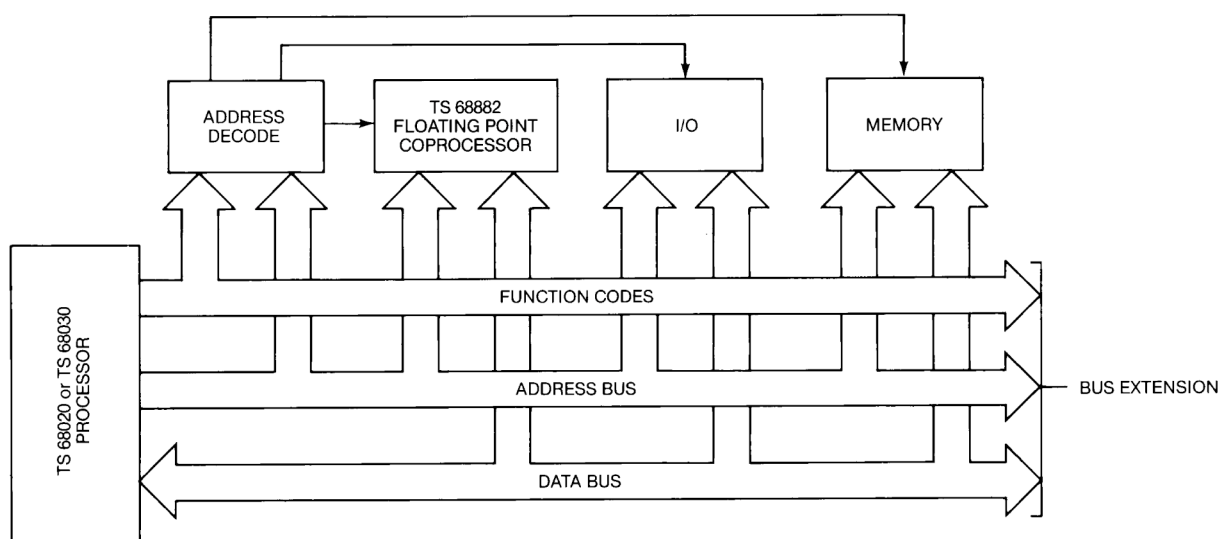 ADDRESS
DECODE
TS 68882
FLOATING POINT
COPROCESSOR
I/O
MEMORY
TS 68020 or TS 68030
PROCESSOR
FUNCTION CODES
ADDRESS BUS
BUS EXTENSION
DATA BUS